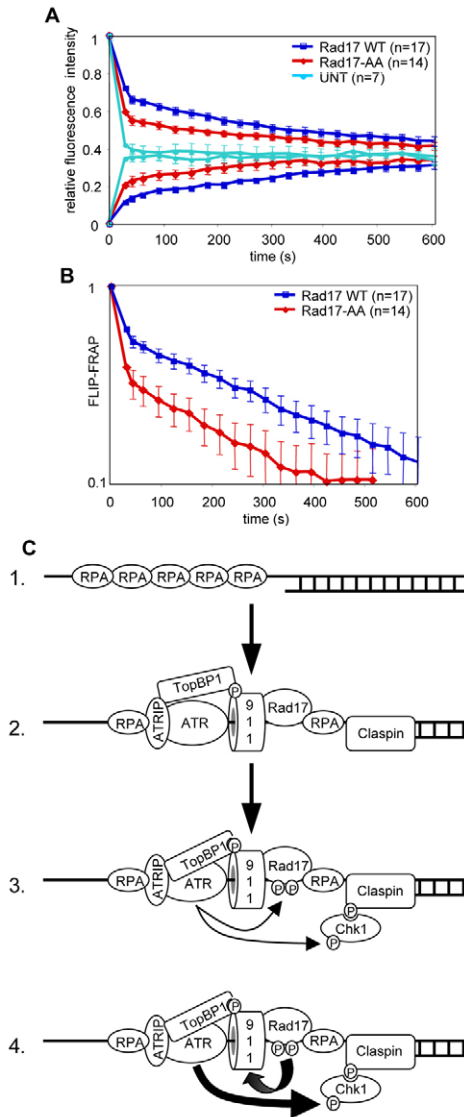 A
relative fluorescence intensity
1
0.8
0.6
0.4
0.2
0
Rad17 WT (n=17)
Rad17-AA (n=14)
UNT (n=7)
0 100 200 300 400 500 600
time (s)
B
FLIP-FRAP
1
0.1
Rad17 WT (n=17)
Rad17-AA (n=14)
0 100 200 300 400 500 600
time (s)
C
1.
RPA RPA RPA RPA RPA
2.
RPA ATRIP TopBP1 ATR P 9 1 1 Rad17 RPA Claspin
3.
RPA ATRIP TopBP1 ATR P 9 1 1 Rad17 P P RPA Claspin
P Chk1 P
4.
RPA ATRIP TopBP1 ATR P 9 1 1 Rad17 P P RPA Claspin
P Chk1 P